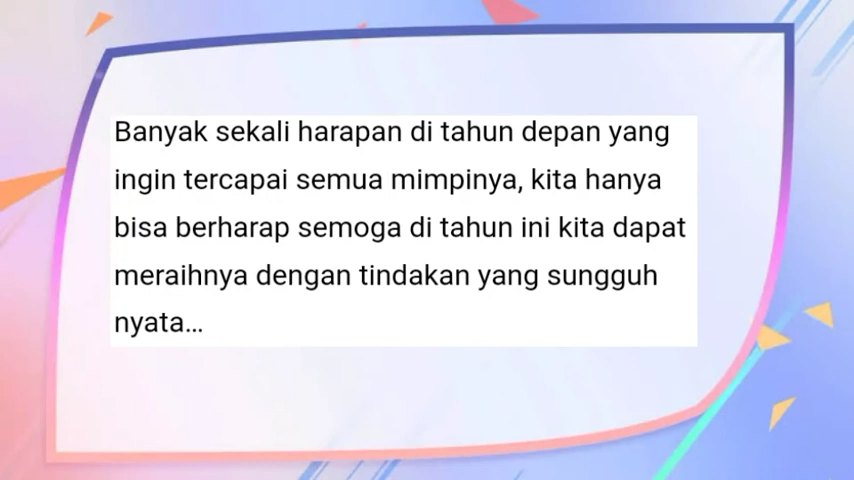 Banyak sekali harapan di tahun depan yang
ingin tercapai semua mimpinya, kita hanya
bisa berharap semoga di tahun ini kita dapat
meraihnya dengan tindakan yang sungguh
nyata...